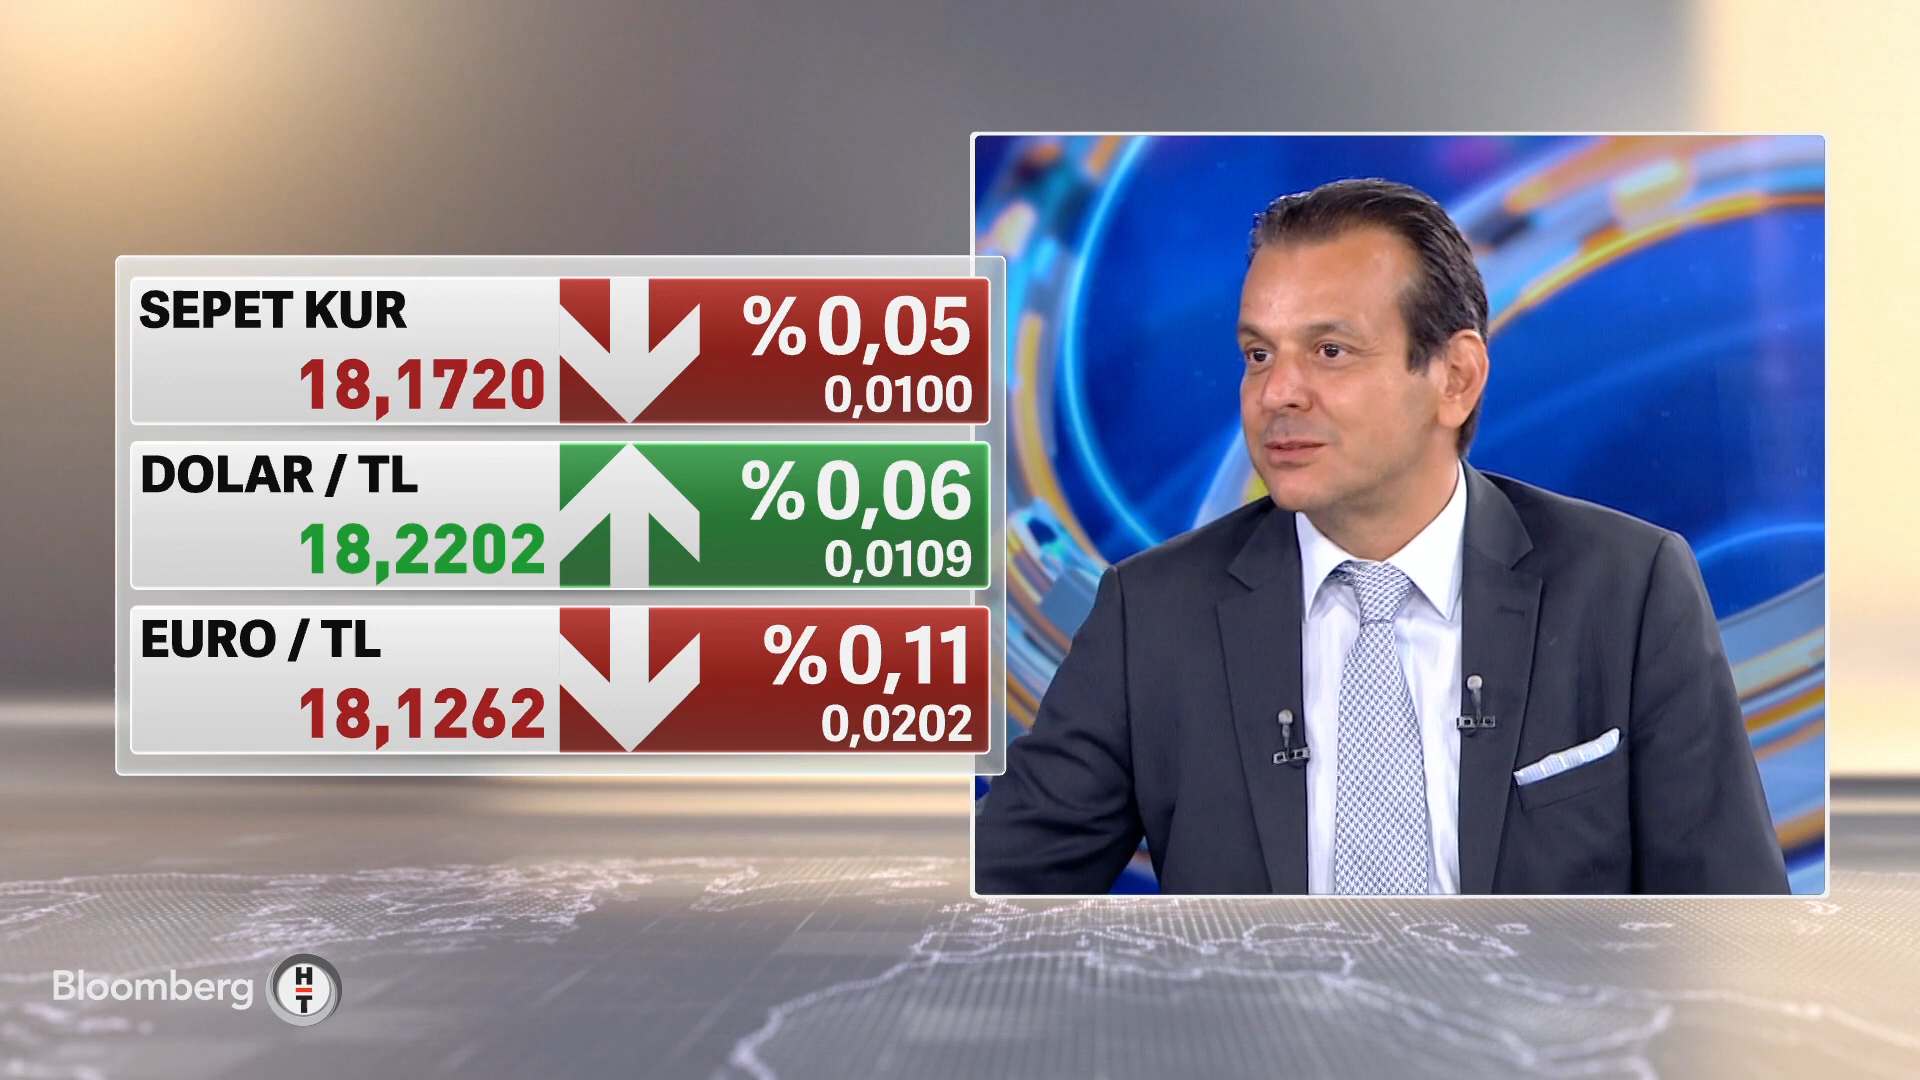 SEPET KUR
18,1720
%0,05
0,0100
DOLAR / TL
18,2202
%0,06
0,0109
EURO / TL
18,1262
%0,11
0,0202
Bloomberg HT